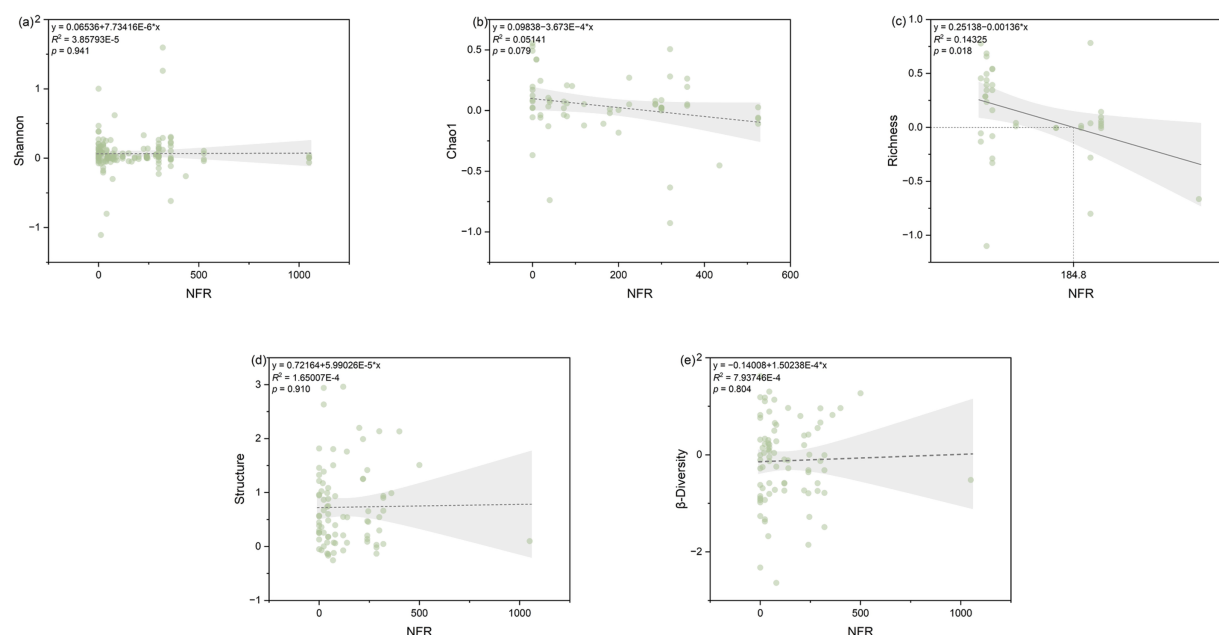 (a)
y = 0.06536+7.73416E-6*x
R² = 3.85793E-5
p = 0.941
2
1
0
−1
Shannon
0
500
1000
NFR
(b)
y = 0.09838−3.673E−4*x
R² = 0.05141
p = 0.079
0.5
0.0
−0.5
−1.0
Chao1
0
200
400
600
NFR
(c)
y = 0.25138−0.00136*x
R² = 0.14325
p = 0.018
1.0
0.5
0.0
−0.5
−1.0
Richness
184.8
NFR
(d)
y = 0.72164+5.99026E-5*x
R² = 1.65007E-4
p = 0.910
3
2
1
0
−1
Structure
0
500
1000
NFR
(e)
y = −0.14008+1.50238E-4*x
R² = 7.93746E-4
p = 0.804
2
0
−2
β-Diversity
0
500
1000
NFR